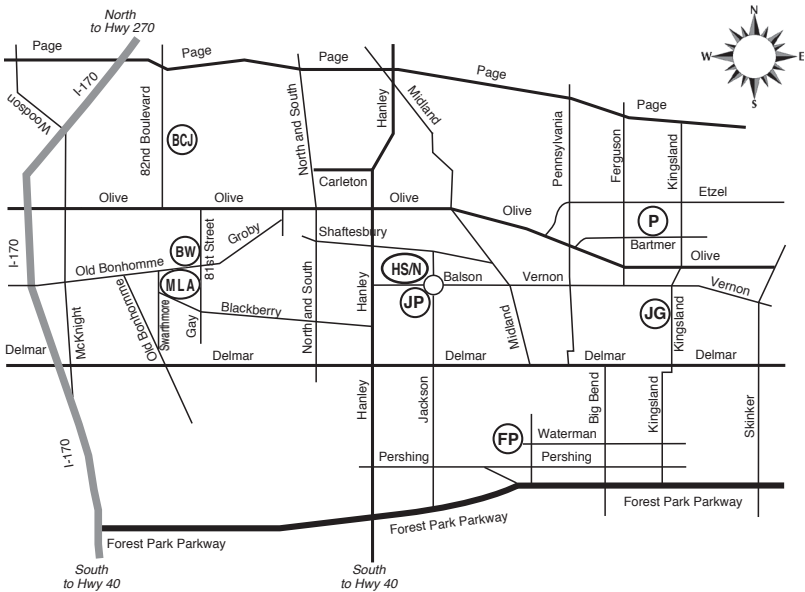 North
to Hwy 270
N
W
E
S
Page
Page
Page
Page
Page
I-170
Woodson
82nd Boulevard
BCJ
North and South
Hanley
Midland
Pennsylvania
Ferguson
Kingsland
Carleton
Etzel
Olive
Olive
Olive
Olive
P
Bartmer
Olive
I-170
BW
81st Street
Groby
Shaftesbury
Old Bonhomme
MLA
HS/N
Balson
Vernon
Vernon
JP
JG
Old Bonhomme
Swarthmore
Gay
Blackberry
North and South
Hanley
Midland
Kingsland
McKnight
Delmar
Delmar
Delmar
Delmar
Delmar
Hanley
Jackson
Big Bend
Kingsland
Skinker
FP
Waterman
I-170
Pershing
Pershing
Forest Park Parkway
Forest Park Parkway
Forest Park Parkway
South
to Hwy 40
South
to Hwy 40